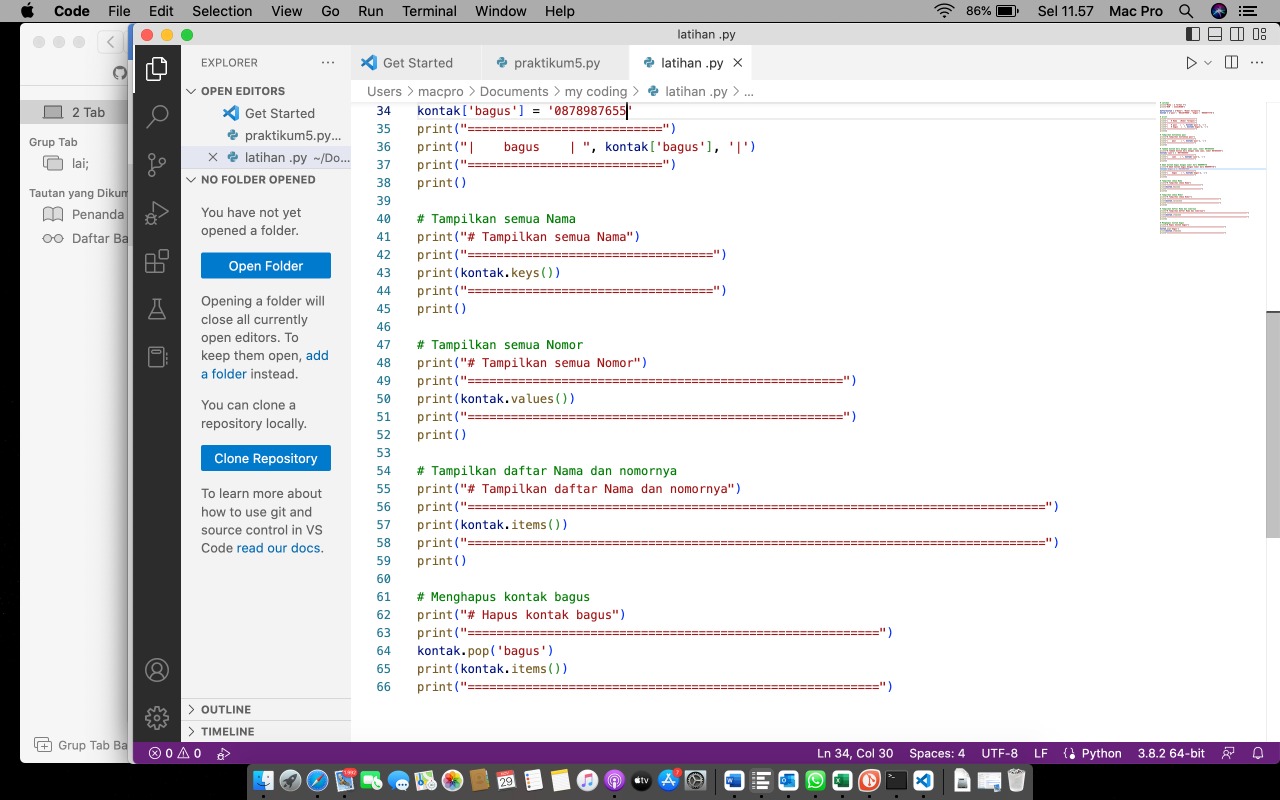 Code File Edit Selection View Go Run Terminal Window Help 86% Sel 11.57 Mac Pro
latihan .py
2 Tab
Grup Tab
lai;
Tautan yang Dikum
Penanda
Daftar Ba
Grup Tab Ba
EXPLORER ...
OPEN EDITORS
Get Started
praktikum5.py...
latihan .py ~/Do...
NO FOLDER OPENED
You have not yet
opened a folder.
Open Folder
Opening a folder will
close all currently
open editors. To
keep them open, add
a folder instead.
You can clone a
repository locally.
Clone Repository
To learn more about
how to use git and
source control in VS
Code read our docs.
OUTLINE
TIMELINE
Get Started praktikum5.py latihan .py
Users > macpro > Documents > my coding > latihan .py > ...
34 kontak['bagus'] = '0878987655'
35 print("===========================")
36 print("|    bagus    | ", kontak['bagus'], '|')
37 print("===========================")
38 print()
39
40 # Tampilkan semua Nama
41 print("# Tampilkan semua Nama")
42 print("==================================")
43 print(kontak.keys())
44 print("==================================")
45 print()
46
47 # Tampilkan semua Nomor
48 print("# Tampilkan semua Nomor")
49 print("====================================================")
50 print(kontak.values())
51 print("====================================================")
52 print()
53
54 # Tampilkan daftar Nama dan nomornya
55 print("# Tampilkan daftar Nama dan nomornya")
56 print("================================================================================")
57 print(kontak.items())
58 print("================================================================================")
59 print()
60
61 # Menghapus kontak bagus
62 print("# Hapus kontak bagus")
63 print("=========================================================")
64 kontak.pop('bagus')
65 print(kontak.items())
66 print("=========================================================")
0 0 Ln 34, Col 30 Spaces: 4 UTF-8 LF Python 3.8.2 64-bit